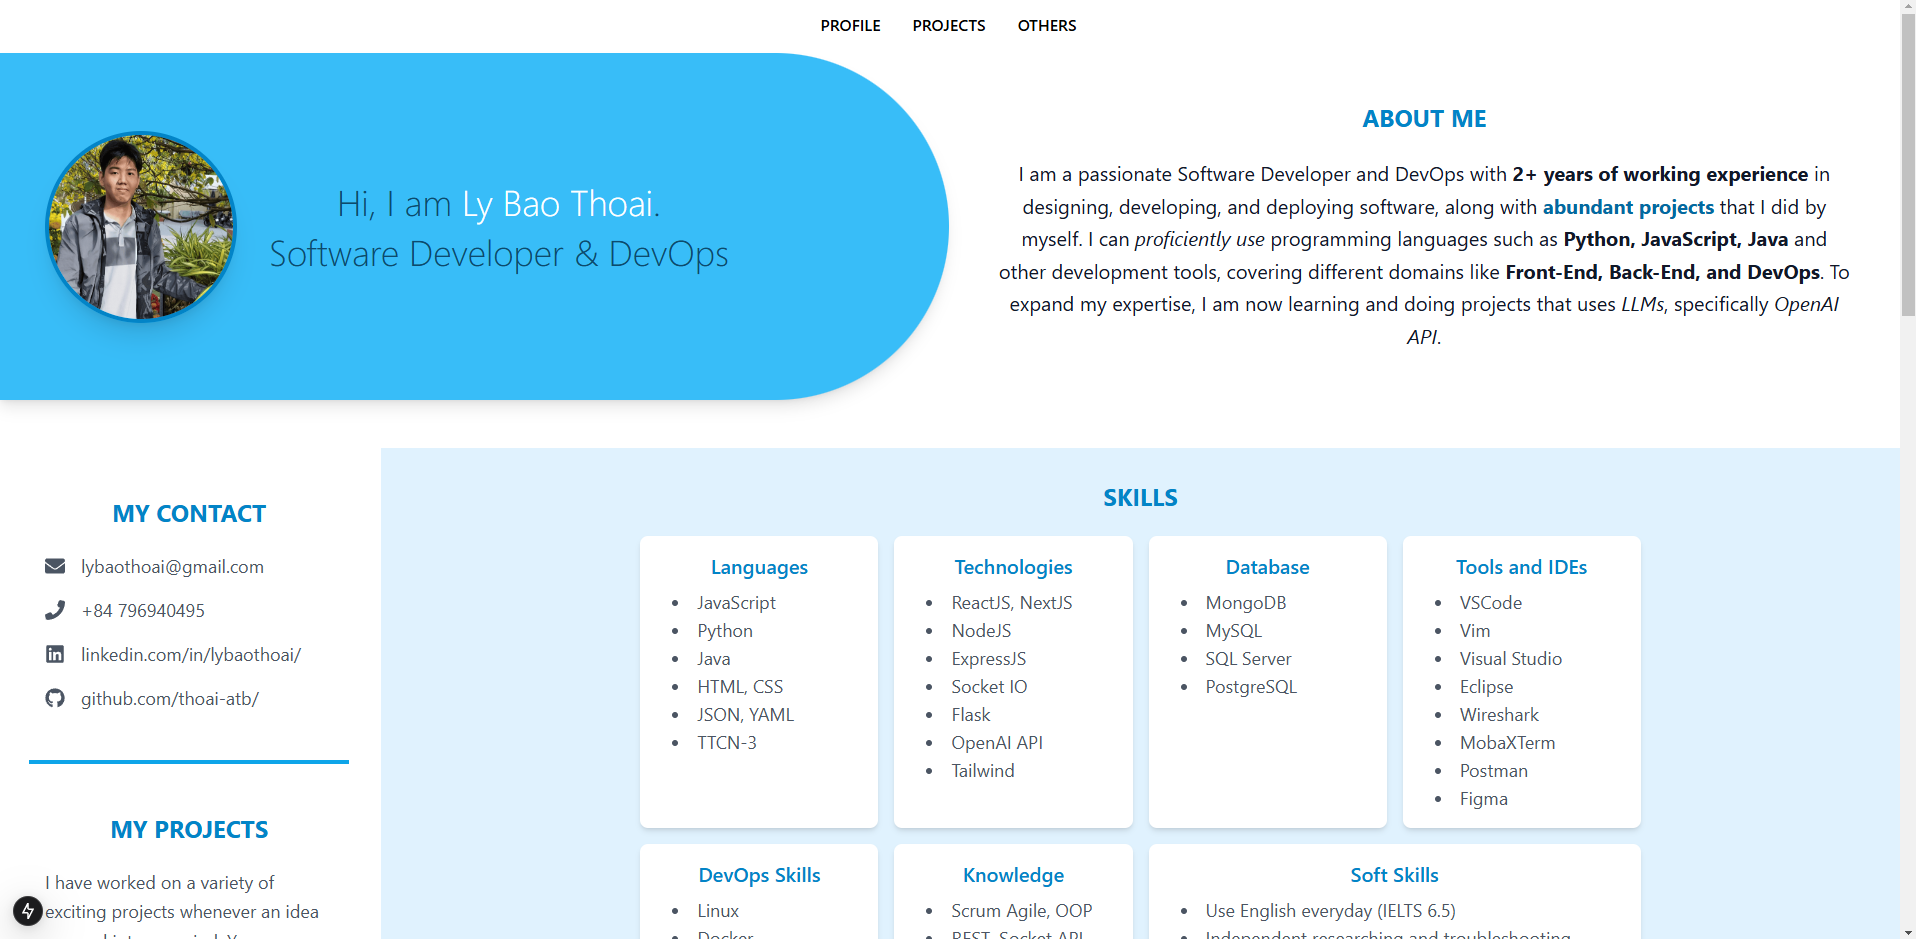 PROFILE PROJECTS OTHERS
Hi, I am Ly Bao Thoai.
Software Developer & DevOps
ABOUT ME
I am a passionate Software Developer and DevOps with 2+ years of working experience in
designing, developing, and deploying software, along with abundant projects that I did by
myself. I can proficiently use programming languages such as Python, JavaScript, Java and
other development tools, covering different domains like Front-End, Back-End, and DevOps. To
expand my expertise, I am now learning and doing projects that uses LLMs, specifically OpenAI
API.
MY CONTACT
lybaothoai@gmail.com
+84 796940495
linkedin.com/in/lybaothoai/
github.com/thoai-atb/
MY PROJECTS
I have worked on a variety of
exciting projects whenever an idea
SKILLS
Languages
JavaScript
Python
Java
HTML, CSS
JSON, YAML
TTCN-3
Technologies
ReactJS, NextJS
NodeJS
ExpressJS
Socket IO
Flask
OpenAI API
Tailwind
Database
MongoDB
MySQL
SQL Server
PostgreSQL
Tools and IDEs
VSCode
Vim
Visual Studio
Eclipse
Wireshark
MobaXTerm
Postman
Figma
DevOps Skills
Linux
Docker
Knowledge
Scrum Agile, OOP
REST, Socket API
Soft Skills
Use English everyday (IELTS 6.5)
Independent researching and troubleshooting